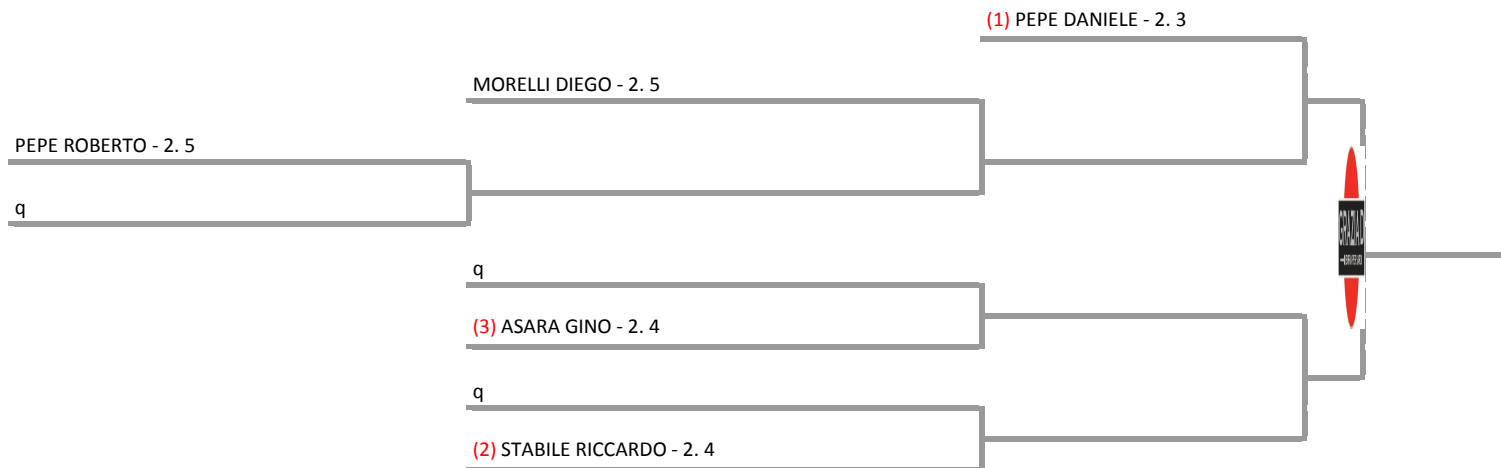 (1) PEPE DANIELE - 2. 3
MORELLI DIEGO - 2. 5
PEPE ROBERTO - 2. 5
q
q
(3) ASARA GINO - 2. 4
q
(2) STABILE RICCARDO - 2. 4